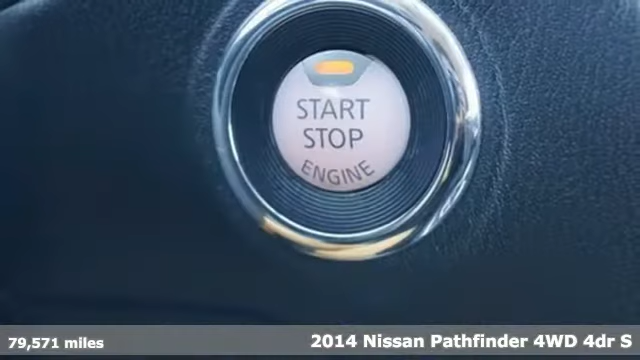 START
STOP
ENGINE
79,571 miles
2014 Nissan Pathfinder 4WD 4dr S